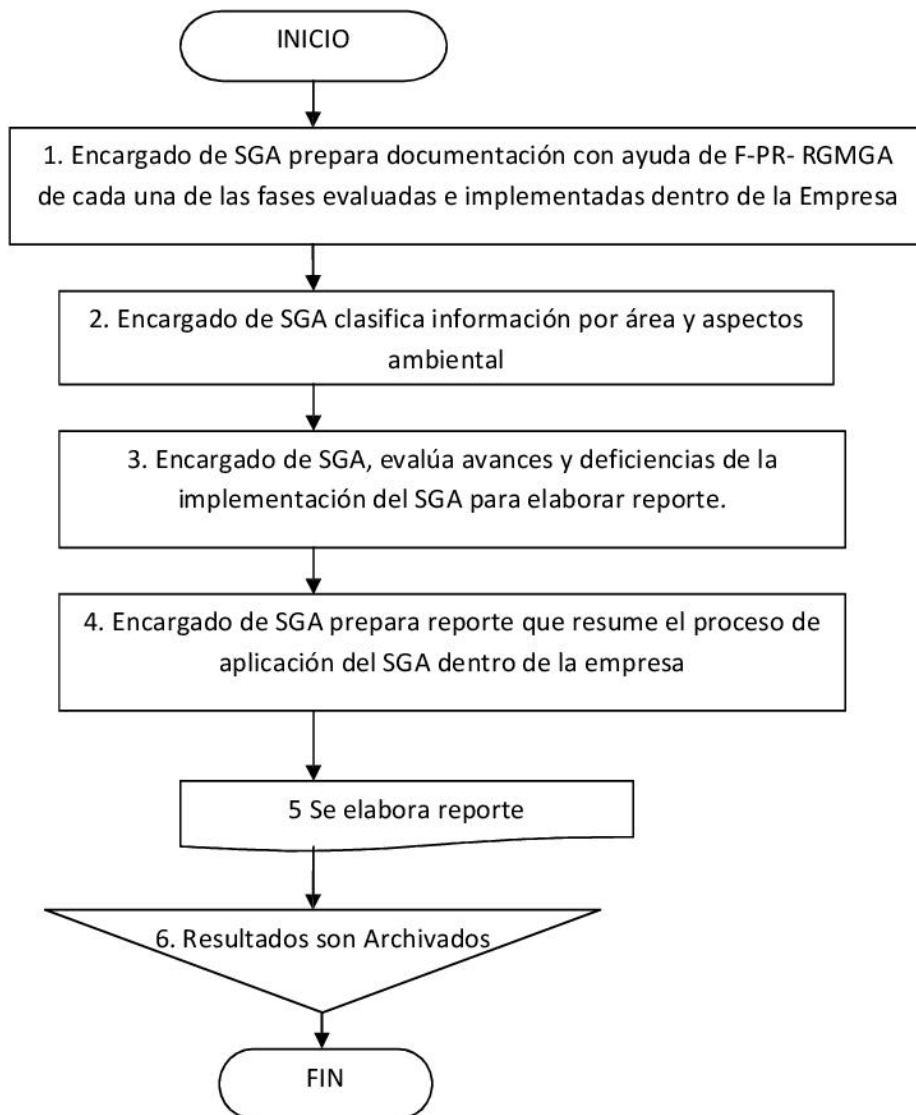 INICIO
1. Encargado de SGA prepara documentación con ayuda de F-PR- RGMGA
de cada una de las fases evaluadas e implementadas dentro de la Empresa
2. Encargado de SGA clasifica información por área y aspectos
ambiental
3. Encargado de SGA, evalúa avances y deficiencias de la
implementación del SGA para elaborar reporte.
4. Encargado de SGA prepara reporte que resume el proceso de
aplicación del SGA dentro de la empresa
5 Se elabora reporte
6. Resultados son Archivados
FIN